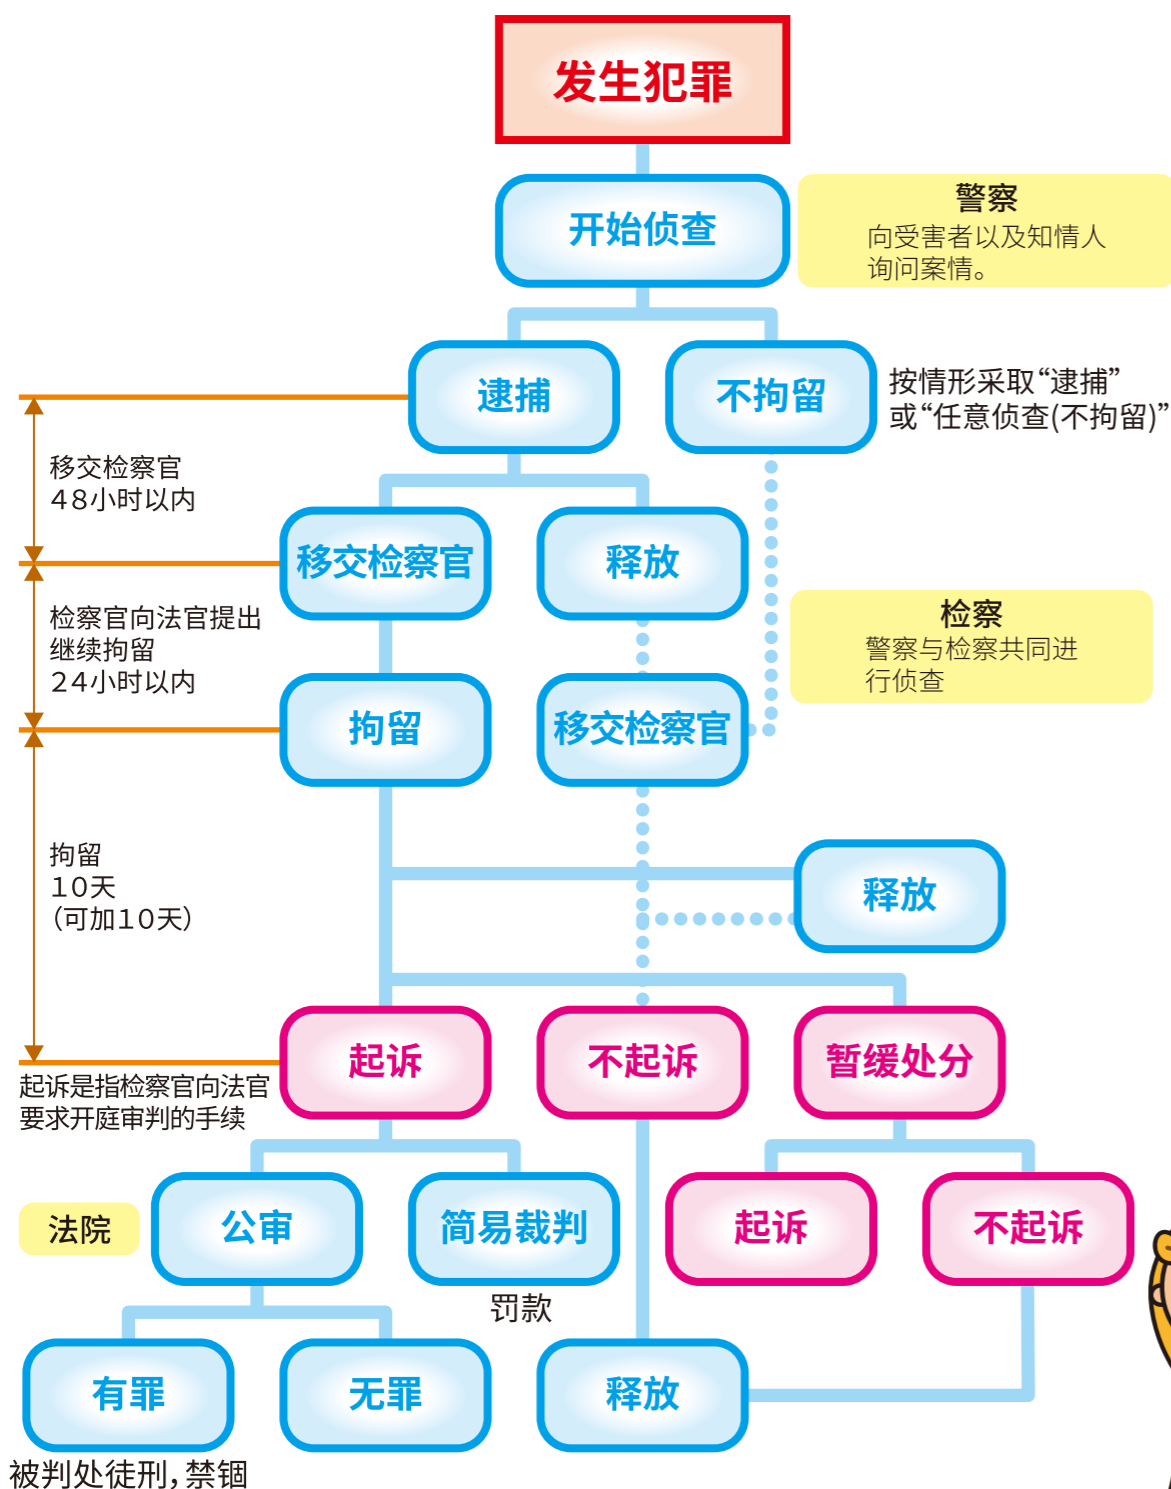 发生犯罪
开始侦查
警察
向受害者以及知情人
询问案情。
逮捕
不拘留
按情形采取“逮捕”
或“任意侦查(不拘留)”
移交检察官
48小时以内
移交检察官
释放
检察官向法官提出
继续拘留
24小时以内
检察
警察与检察共同进
行侦查
拘留
移交检察官
拘留
10天
（可加10天）
释放
起诉
不起诉
暂缓处分
起诉是指检察官向法官
要求开庭审判的手续
法院
公审
简易裁判
起诉
不起诉
罚款
有罪
无罪
释放
被判处徒刑，禁锢